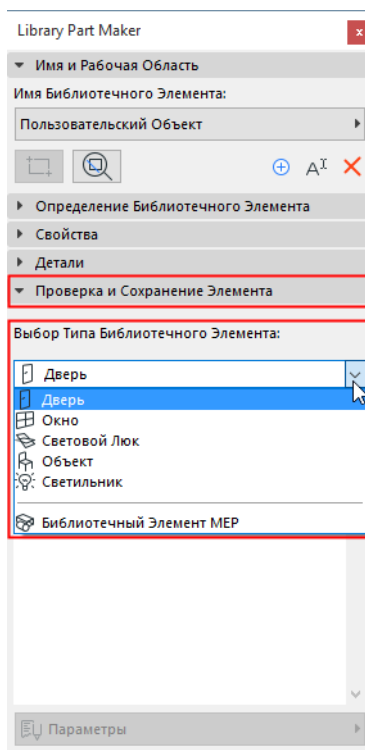 Library Part Maker
Имя и Рабочая Область
Имя Библиотечного Элемента:
Пользовательский Объект
Определение Библиотечного Элемента
Свойства
Детали
Проверка и Сохранение Элемента
Выбор Типа Библиотечного Элемента:
Дверь
Дверь
Окно
Световой Люк
Объект
Светильник
Библиотечный Элемент MEP
Параметры